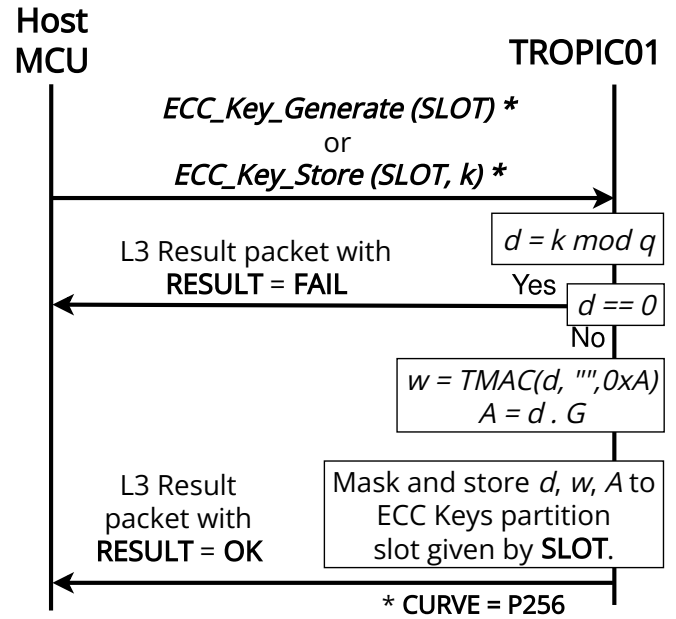 Host
MCU
TROPIC01
ECC_Key_Generate (SLOT) *
or
ECC_Key_Store (SLOT, k) *
d = k mod q
L3 Result packet with
RESULT = FAIL
Yes
d == 0
No
w = TMAC(d, "",0xA)
A = d . G
L3 Result
packet with
RESULT = OK
Mask and store d, w, A to
ECC Keys partition
slot given by SLOT.
* CURVE = P256